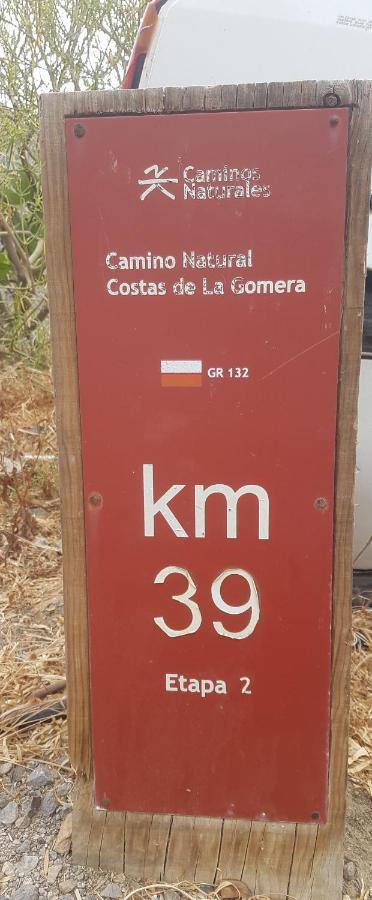 Caminos
Naturales
Camino Natural
Costas de La Gomera
GR 132
km
39
Etapa 2